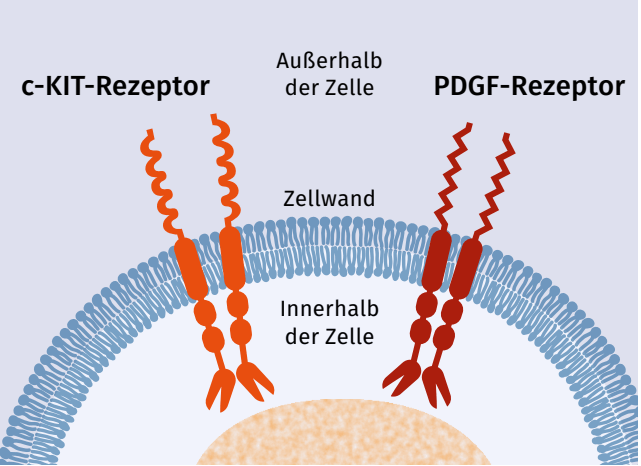 Außerhalb
der Zelle
c-KIT-Rezeptor
PDGF-Rezeptor
Zellwand
Innerhalb
der Zelle